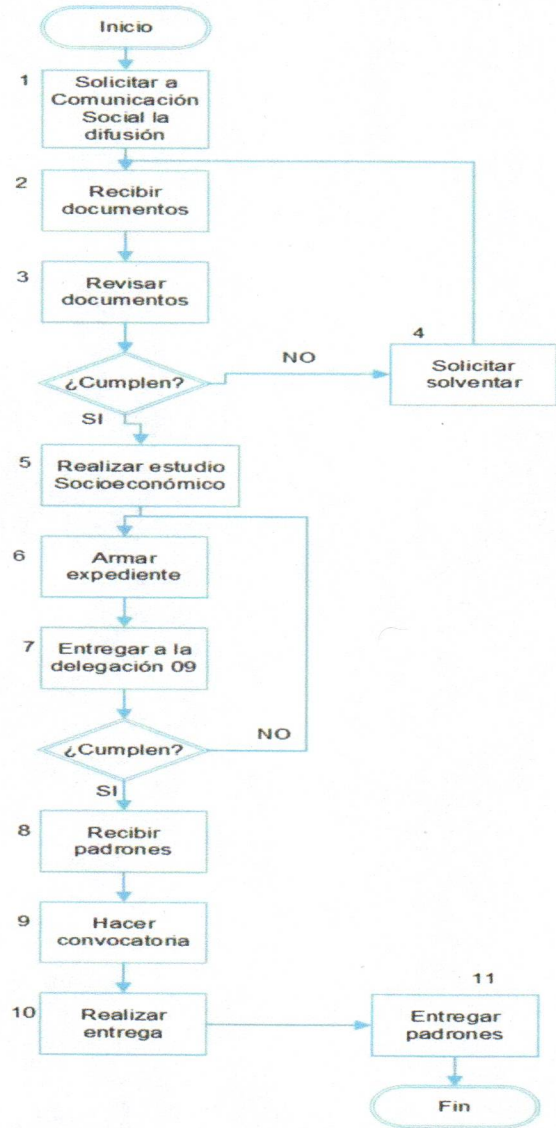 Inicio
1
Solicitar a
Comunicación
Social la
difusión
2
Recibir
documentos
3
Revisar
documentos
¿Cumplen?
NO
4
Solicitar
solventar
SI
5
Realizar estudio
Socioeconómico
6
Armar
expediente
7
Entregar a la
delegación 09
¿Cumplen?
NO
SI
8
Recibir
padrones
9
Hacer
convocatoria
10
Realizar
entrega
11
Entregar
padrones
Fin